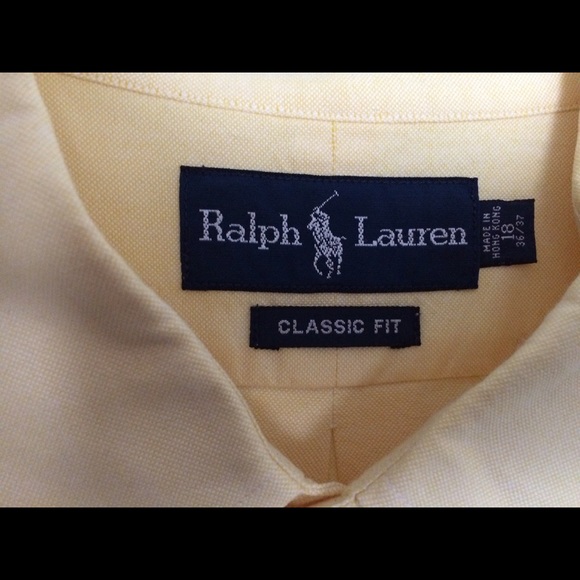 Ralph Lauren
MADE IN
HONG KONG
18
36/37
CLASSIC FIT